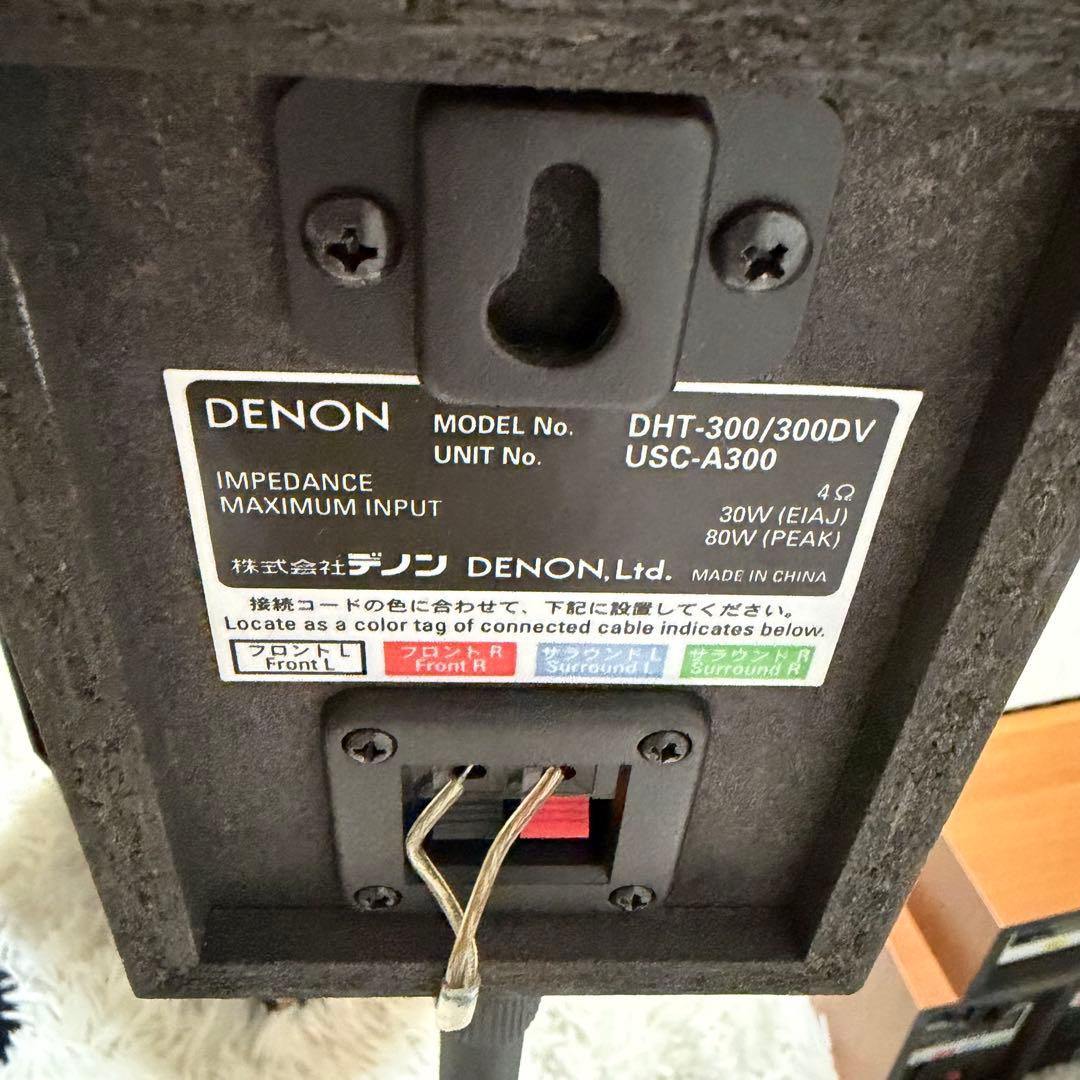 DENON MODEL No. DHT-300/300DV
UNIT No. USC-A300
IMPEDANCE 4Ω
MAXIMUM INPUT 30W (EIAJ)
80W (PEAK)
株式会社デノン DENON, Ltd. MADE IN CHINA
接続コードの色に合わせて、下記に設置してください。
Locate as a color tag of connected cable indicates below.
フロント L フロント R サラウンド L サラウンド R
Front L Front R Surround L Surround R